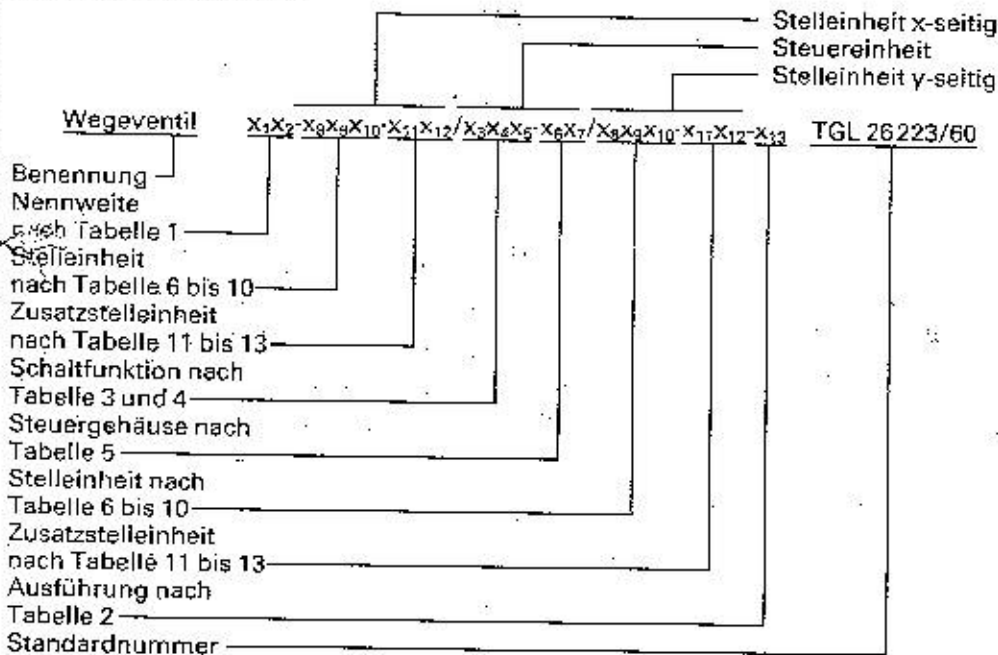 Stelleinheit x-seitig
Steuereinheit
Stelleinheit y-seitig
Wegeventil x₁x₂-x₈x₉x₁₀-x₁₁x₁₂/x₃x₄x₅-x₆x₇/x₈x₉x₁₀-x₁₁x₁₂-x₁₃ TGL 26223/60
Benennung
Nennweite
nach Tabelle 1
Stelleinheit
nach Tabelle 6 bis 10
Zusatzstelleinheit
nach Tabelle 11 bis 13
Schaltfunktion nach
Tabelle 3 und 4
Steuergehäuse nach
Tabelle 5
Stelleinheit nach
Tabelle 6 bis 10
Zusatzstelleinheit
nach Tabelle 11 bis 13
Ausführung nach
Tabelle 2
Standardnummer